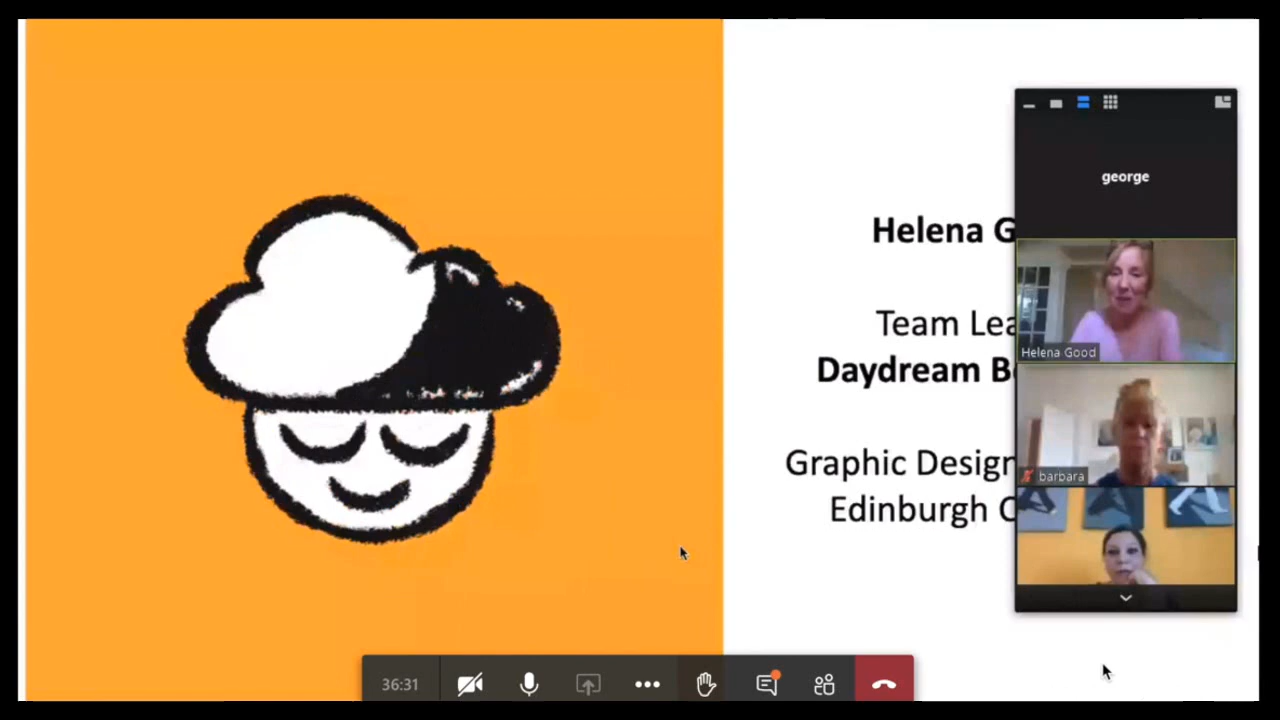 Helena G
Team Lea
Daydream B
Graphic Design
Edinburgh C
george
Helena Good
barbara
36:31